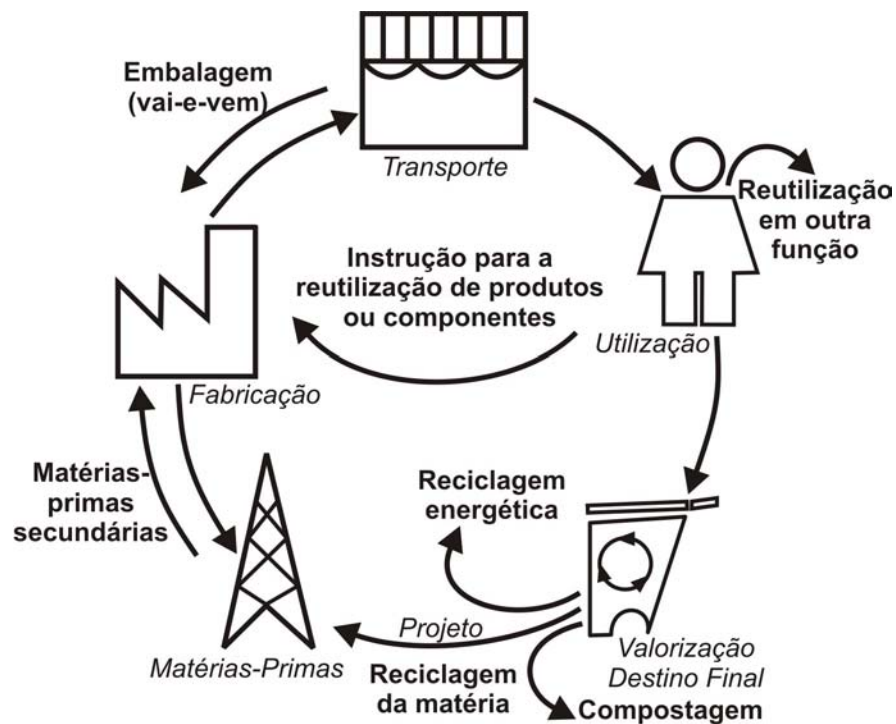 Embalagem
(vai-e-vem)
Transporte
Reutilização
em outra
função
Instrução para a
reutilização de produtos
ou componentes
Utilização
Fabricação
Matérias-
primas
secundárias
Reciclagem
energética
Projeto
Matérias-Primas
Reciclagem
da matéria
Valorização
Destino Final
Compostagem